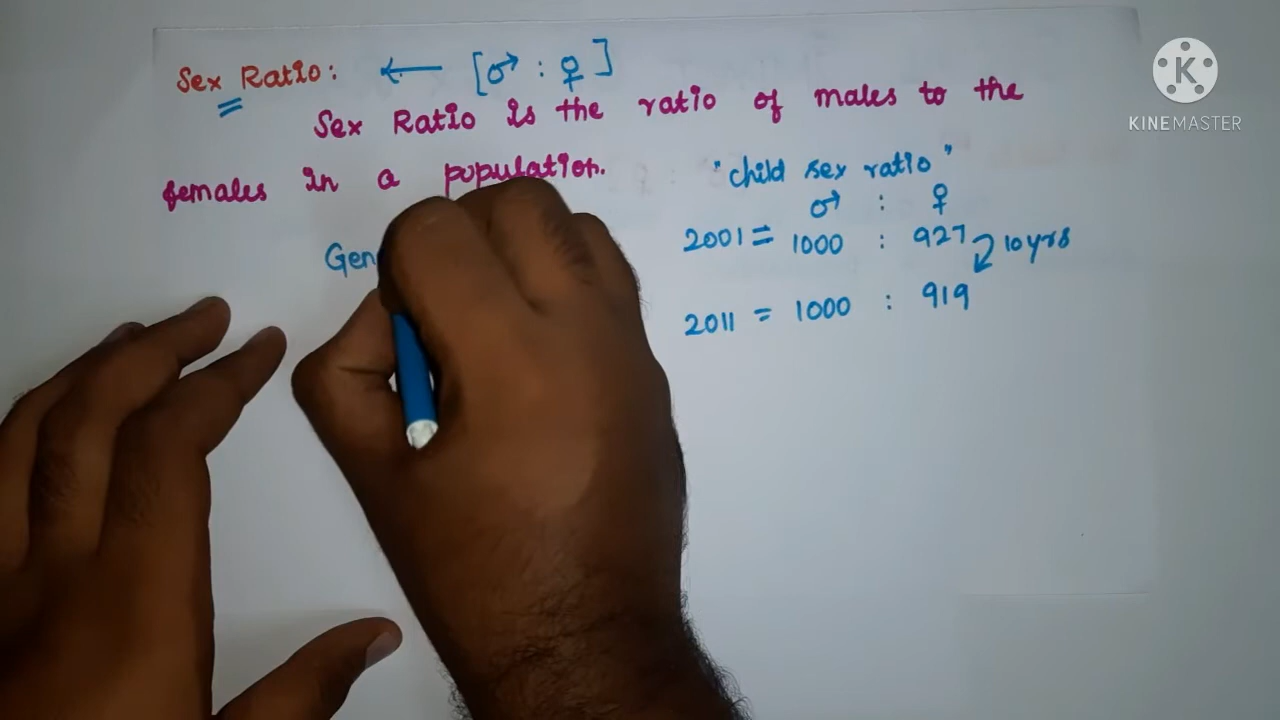 Sex Ratio: ← [♂ : ♀]
Sex Ratio is the ratio of males to the
females in a population.
"child sex ratio"
♂ : ♀
2001 = 1000 : 927 10yrs
2011 = 1000 : 919
Gen
K
KINEMASTER